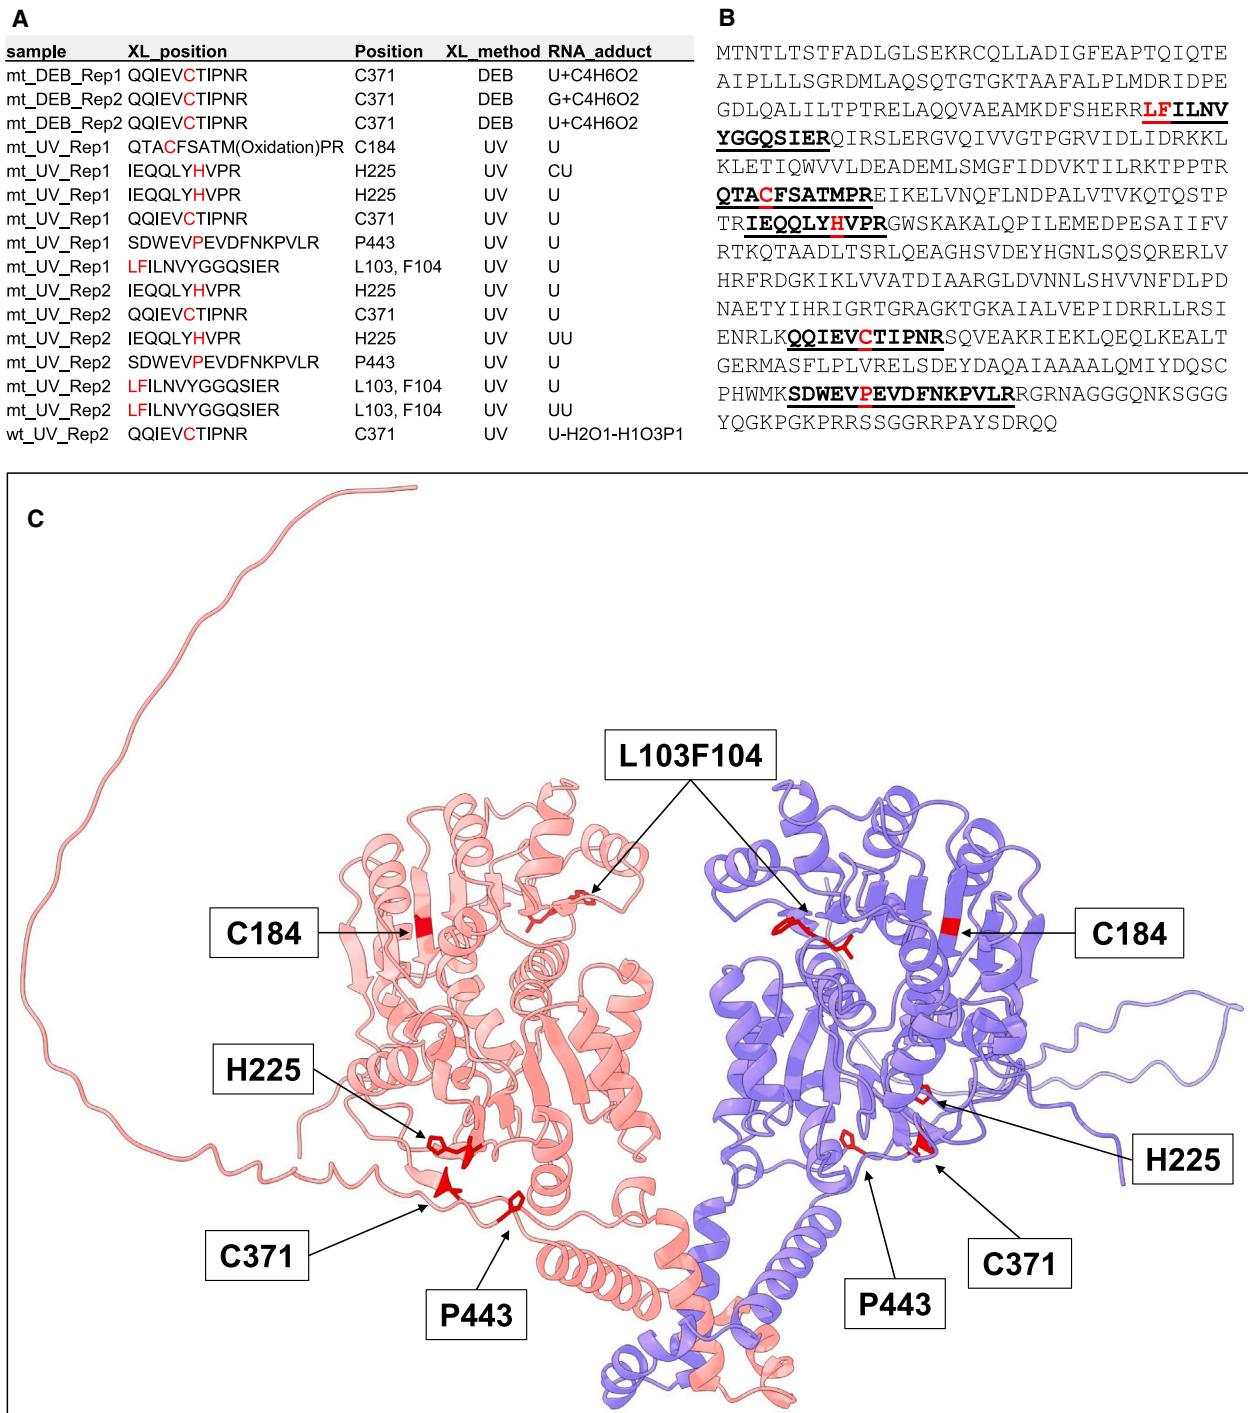 A
sample XL_position Position XL_method RNA_adduct
mt_DEB_Rep1 QQIEVCTIPNR C371 DEB U+C4H6O2
mt_DEB_Rep2 QQIEVCTIPNR C371 DEB G+C4H6O2
mt_DEB_Rep2 QQIEVCTIPNR C371 DEB U+C4H6O2
mt_UV_Rep1 QTACFSATM(Oxidation)PR C184 UV U
mt_UV_Rep1 IEQQLYHVPR H225 UV CU
mt_UV_Rep1 IEQQLYHVPR H225 UV U
mt_UV_Rep1 QQIEVCTIPNR C371 UV U
mt_UV_Rep1 SDWEVPEVDFNKPVLR P443 UV U
mt_UV_Rep1 LFILNVYGGQSIER L103, F104 UV U
mt_UV_Rep2 IEQQLYHVPR H225 UV U
mt_UV_Rep2 QQIEVCTIPNR C371 UV U
mt_UV_Rep2 IEQQLYHVPR H225 UV UU
mt_UV_Rep2 SDWEVPEVDFNKPVLR P443 UV U
mt_UV_Rep2 LFILNVYGGQSIER L103, F104 UV U
mt_UV_Rep2 LFILNVYGGQSIER L103, F104 UV UU
wt_UV_Rep2 QQIEVCTIPNR C371 UV U-H2O1-H1O3P1
B
MTNTLTSTFADLGLSEKRCQLLADIGFEAPTQIQTE
AIPLLLSGRDMLAQSQTGTGKTAAFALPLMDRIDPE
GDLQALILTPTRELAQQVAEAMKDFSHERRLFILNV
YGGQSIERQIRSLERGVQIVVGTPGRVIDLIDRKKL
KLETIQWVVLDEADEMLSMGFIDDVKTILRKTPPTR
QTACFSATMPREIKELVNQFLNDPALVTVKQTQSTP
TRIEQQLYHVPRGWSKAKALQPILEMEDPESAIIFV
RTKQTAADLTSRLQEAGHSVDEYHGNLSQSQRERLV
HRFRDGKIKLVVATDIAARGLDVNNLSHVVNFDLPD
NAETYIHRIGRTGRAGKTGKAIALVEPIDRRLLRSI
ENRLKQQIEVCTIPNRSQVEAKRIEKLQEQLKEALT
GERMASFLPLVRELSDEYDAQAIAAAALQMIYDQSC
PHWMKSDWEVPEVDFNKPVLRRGRNAGGGQNKSGGG
YQGKPGKPRRSSGGRRPAYSDRQQ
C
L103F104
C184
C184
H225
H225
C371
C371
P443
P443